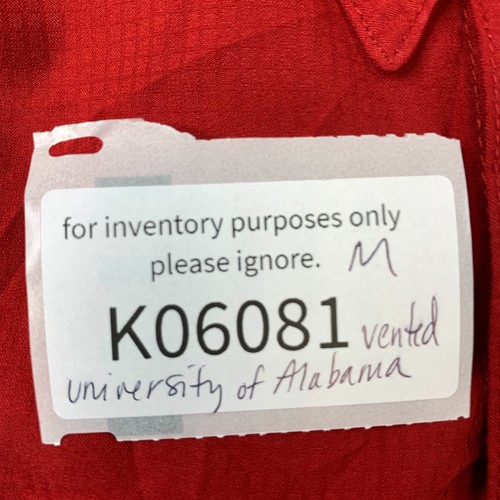 for inventory purposes only
please ignore. M
K06081 vented
university of Alabama